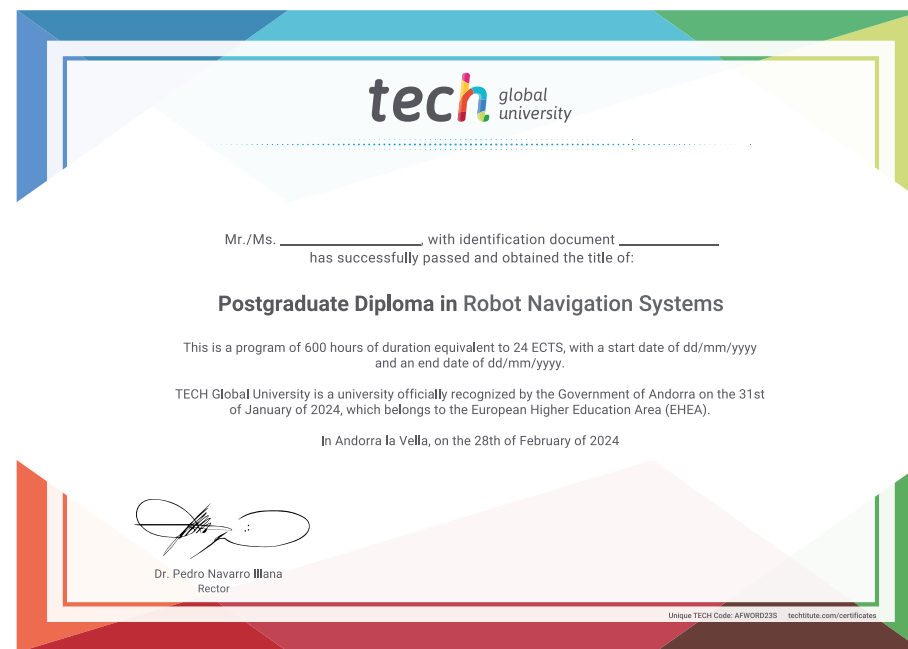 tech global university
Mr./Ms. ____________________, with identification document ______________
has successfully passed and obtained the title of:
Postgraduate Diploma in Robot Navigation Systems
This is a program of 600 hours of duration equivalent to 24 ECTS, with a start date of dd/mm/yyyy
and an end date of dd/mm/yyyy.
TECH Global University is a university officially recognized by the Government of Andorra on the 31st
of January of 2024, which belongs to the European Higher Education Area (EHEA).
In Andorra la Vella, on the 28th of February of 2024
Dr. Pedro Navarro Illana
Rector
Unique TECH Code: AFWORD23S techtitute.com/certificates